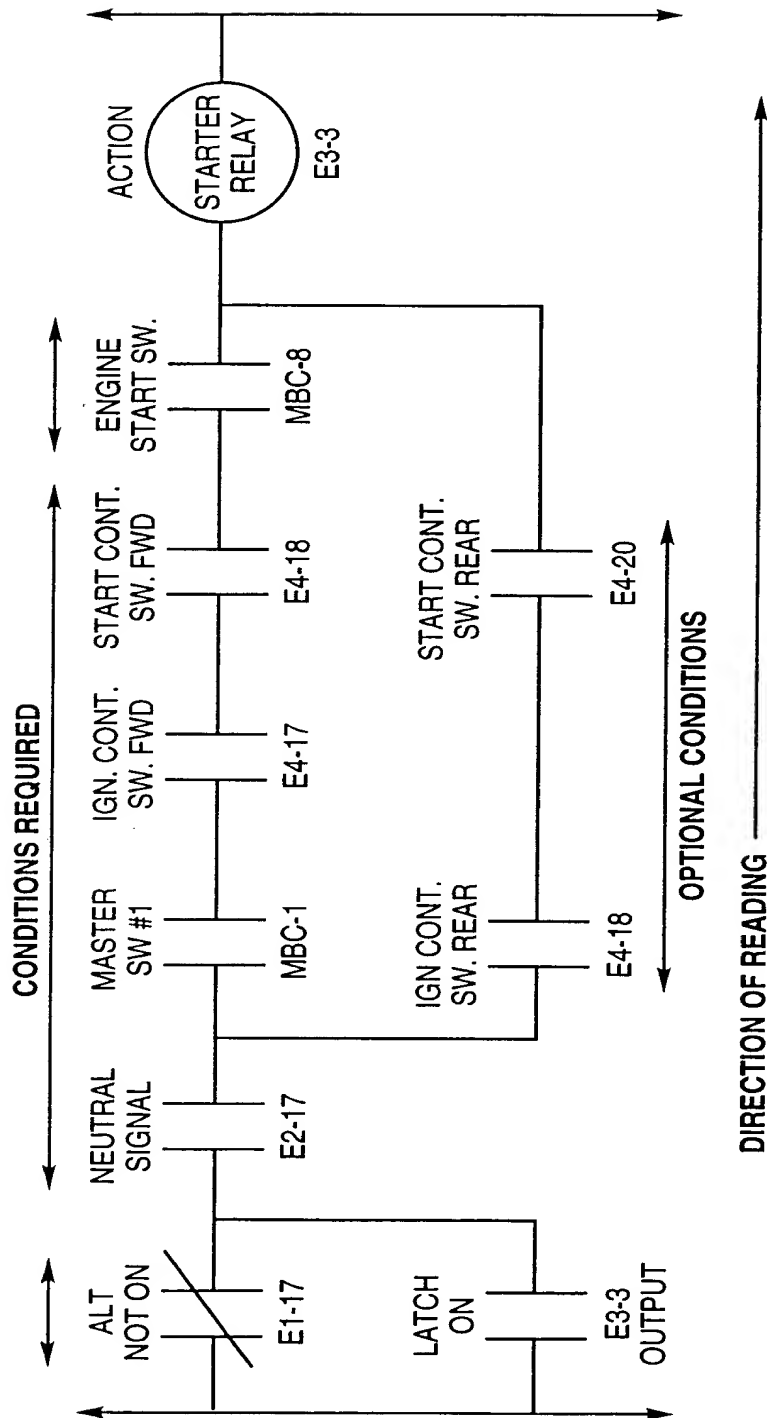 CONDITIONS REQUIRED
ALT
NOT ON
E1-17
NEUTRAL
SIGNAL
E2-17
MASTER
SW #1
MBC-1
IGN. CONT.
SW. FWD
E4-17
START CONT.
SW. FWD
E4-18
ENGINE
START SW.
MBC-8
ACTION
STARTER
RELAY
E3-3
LATCH
ON
E3-3
OUTPUT
IGN CONT.
SW. REAR
E4-18
START CONT.
SW. REAR
E4-20
OPTIONAL CONDITIONS
DIRECTION OF READING